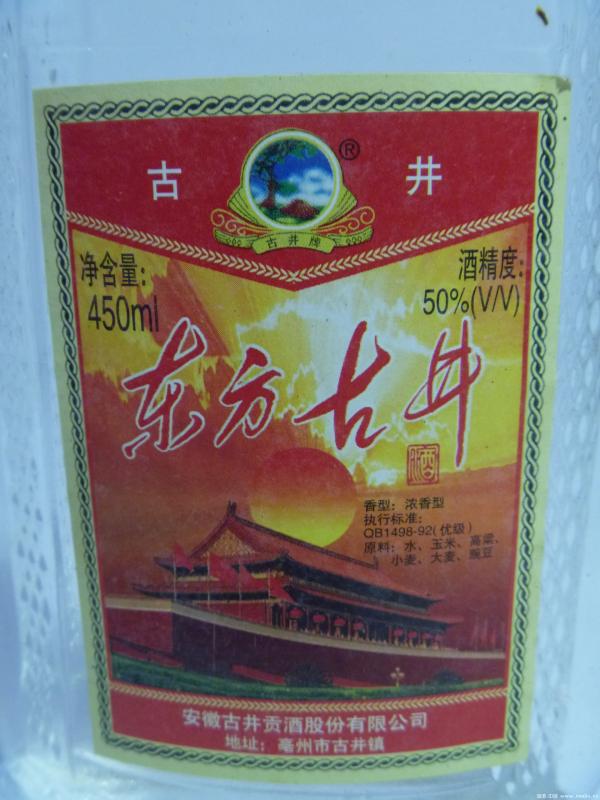 古 井
®
古井牌
净含量:
450ml
酒精度:
50%(V/V)
东方古井
酒
香型：浓香型
执行标准：
QB1498-92(优级)
原料：水、玉米、高粱、
小麦、大麦、豌豆
安徽古井贡酒股份有限公司
地址：亳州市古井镇